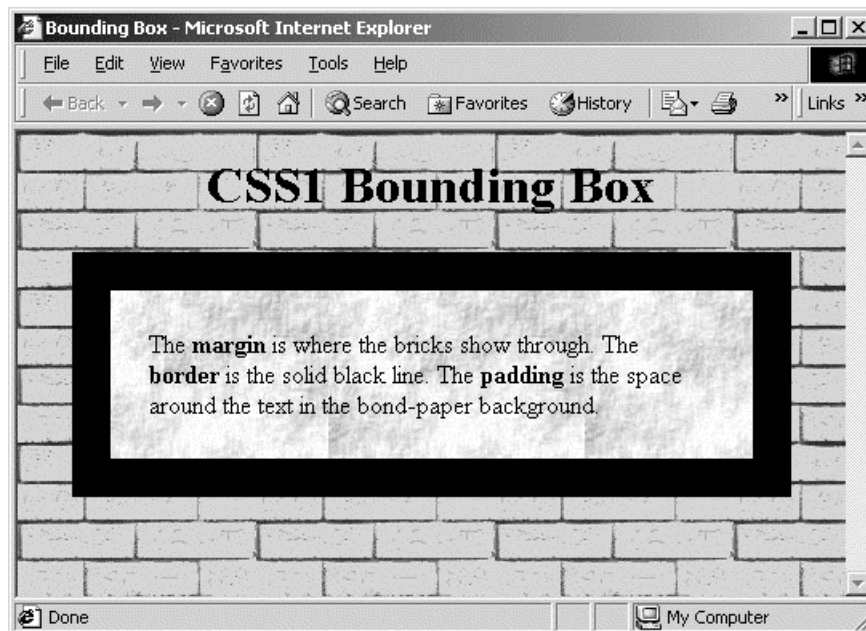 Bounding Box - Microsoft Internet Explorer
File Edit View Favorites Tools Help
Back Search Favorites History » Links »
CSS1 Bounding Box
The margin is where the bricks show through. The
border is the solid black line. The padding is the space
around the text in the bond-paper background.
Done My Computer